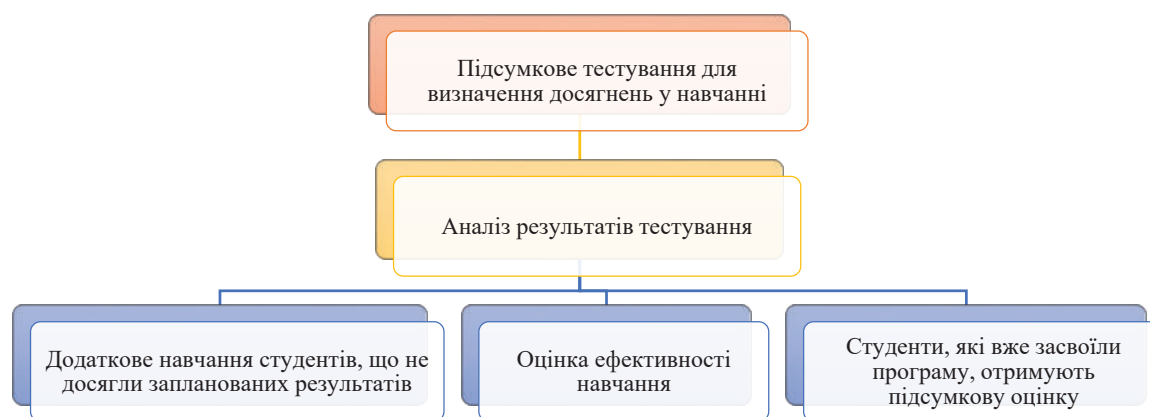 Підсумкове тестування для
визначення досягнень у навчанні
Аналіз результатів тестування
Додаткове навчання студентів, що не
досягли запланованих результатів
Оцінка ефективності
навчання
Студенти, які вже засвоїли
програму, отримують
підсумкову оцінку